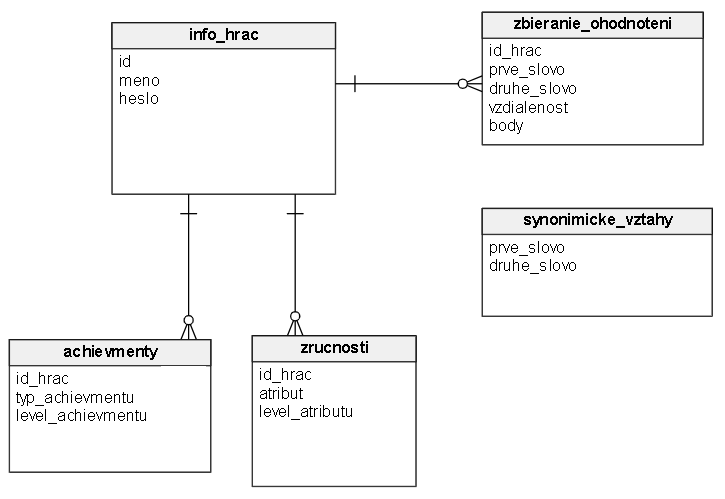 info_hrac
id
meno
heslo
zbieranie_ohodnoteni
id_hrac
prve_slovo
druhe_slovo
vzdialenost
body
synonimicke_vztahy
prve_slovo
druhe_slovo
achievmenty
id_hrac
typ_achievmentu
level_achievmentu
zrucnosti
id_hrac
atribut
level_atributu